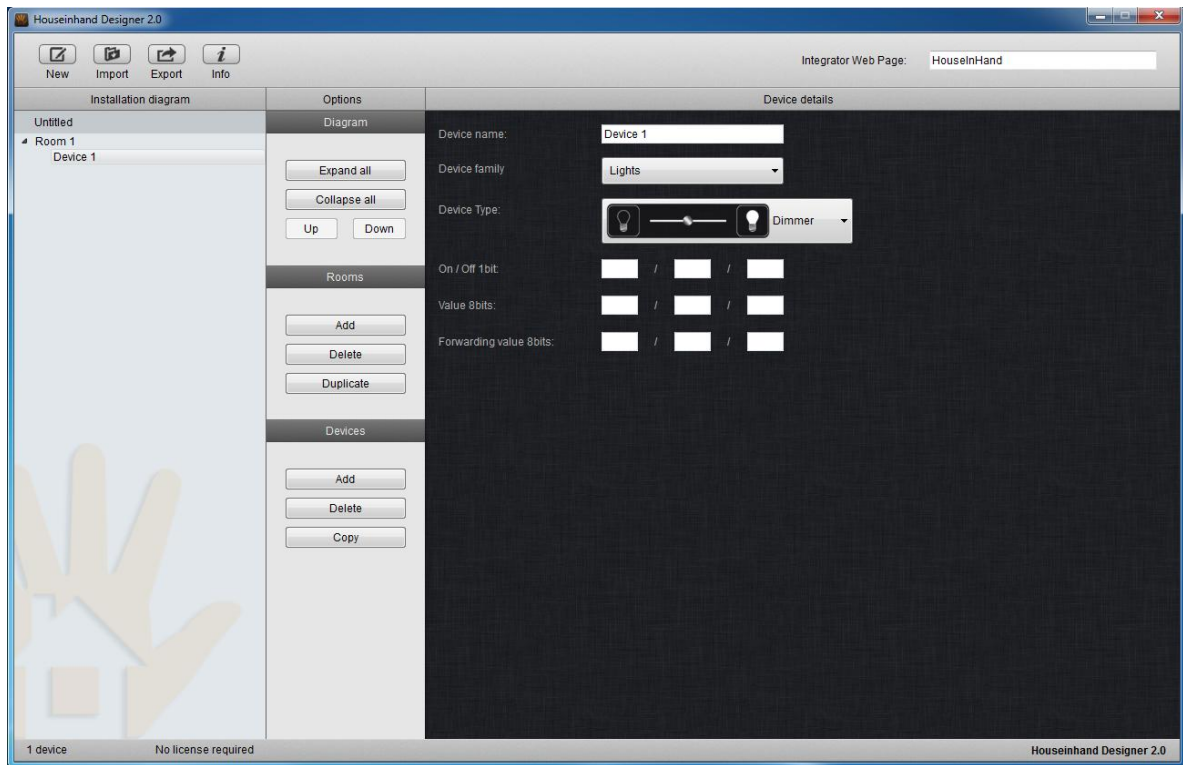 Houseinhand Designer 2.0
New Import Export Info
Integrator Web Page: HouseInHand
Installation diagram Options Device details
Untitled
Room 1
Device 1
Diagram
Expand all
Collapse all
Up Down
Rooms
Add
Delete
Duplicate
Devices
Add
Delete
Copy
Device name: Device 1
Device family Lights
Device Type: Dimmer
On / Off 1bit: / /
Value 8bits: / /
Forwarding value 8bits: / /
1 device No license required Houseinhand Designer 2.0